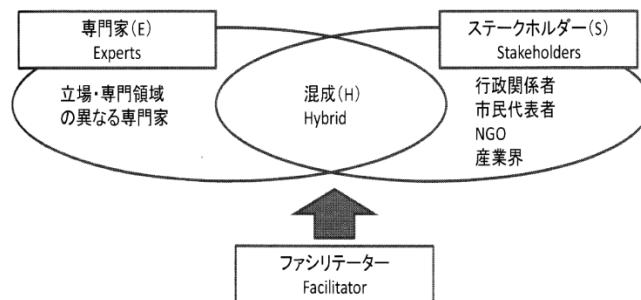 専門家(E)
Experts
ステークホルダー(S)
Stakeholders
立場・専門領域
の異なる専門家
混成(H)
Hybrid
行政関係者
市民代表者
NGO
産業界
ファシリテーター
Facilitator